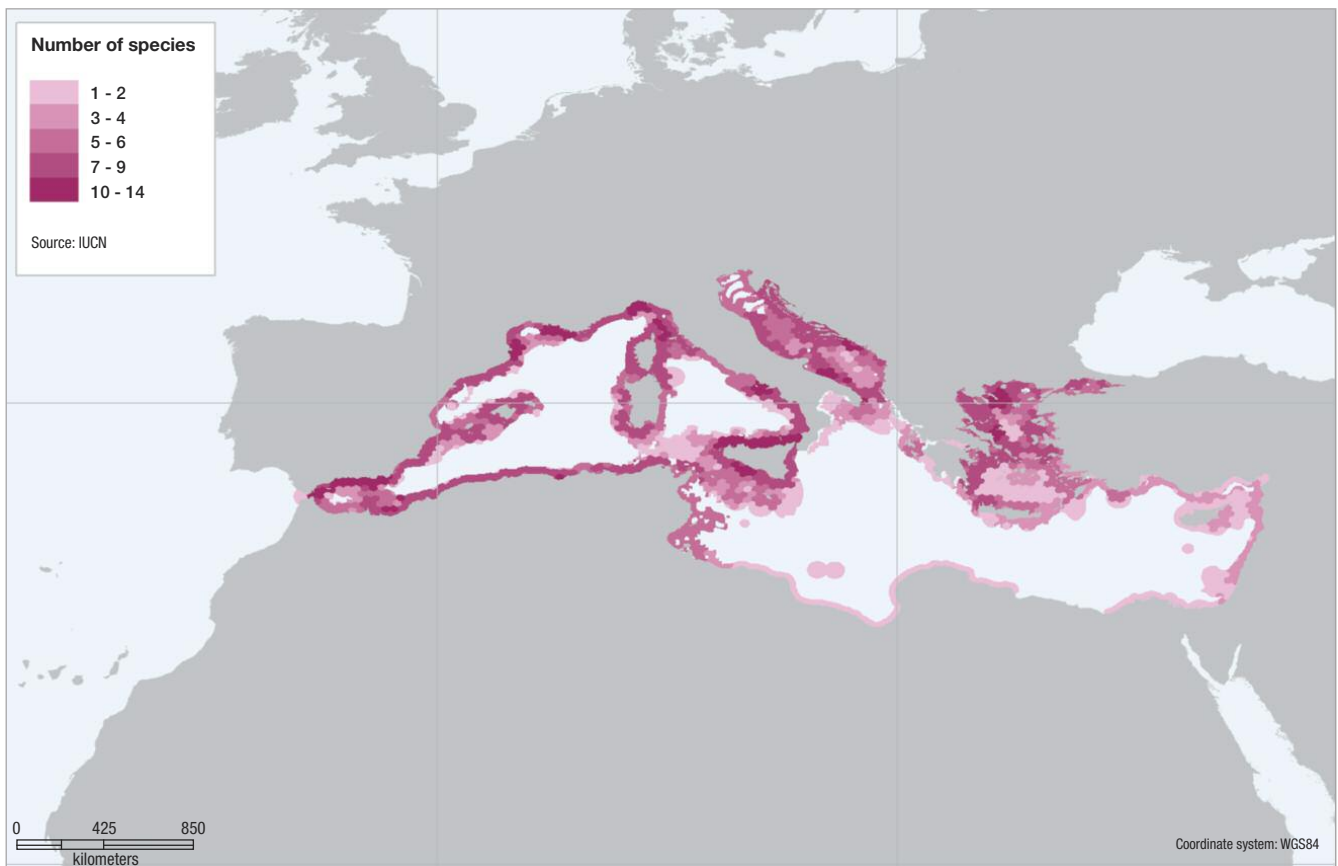 Number of species
1 - 2
3 - 4
5 - 6
7 - 9
10 - 14
Source: IUCN
0 425 850
kilometers
Coordinate system: WGS84